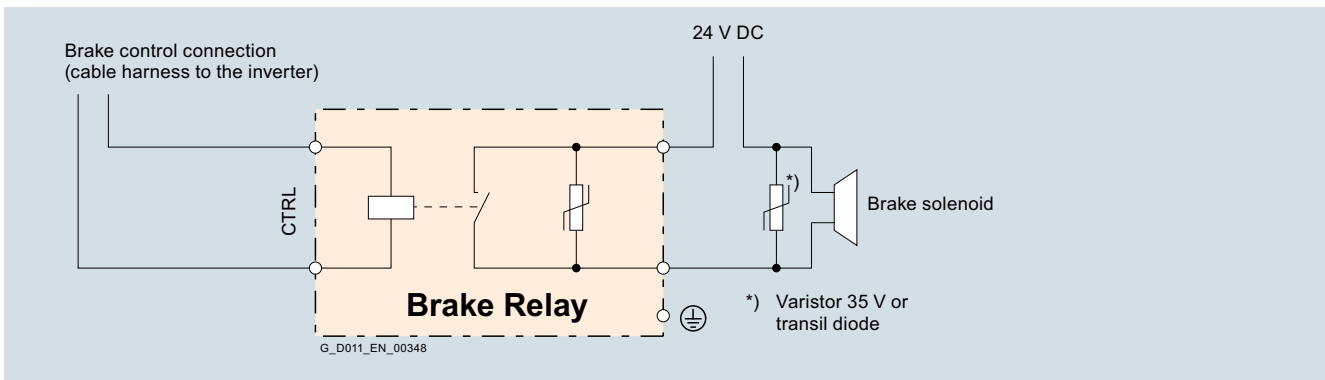 24 V DC
Brake control connection
(cable harness to the inverter)
CTRL
*)
Brake solenoid
Brake Relay
*) Varistor 35 V or
transil diode
G_D011_EN_00348